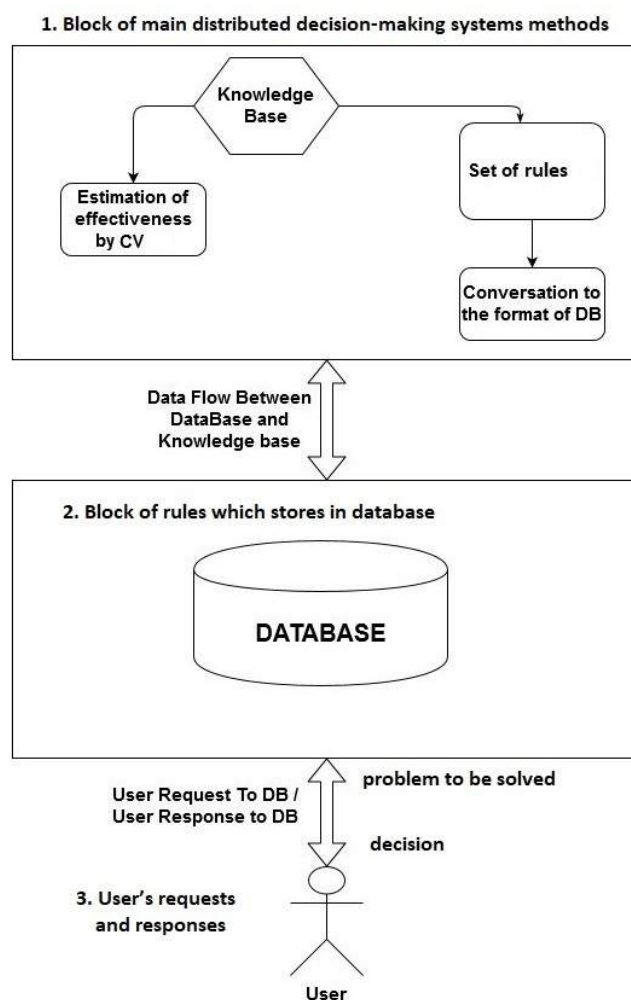 1. Block of main distributed decision-making systems methods
Knowledge
Base
Estimation of
effectiveness
by CV
Set of rules
Conversation to
the format of DB
Data Flow Between
DataBase and
Knowledge base
2. Block of rules which stores in database
DATABASE
problem to be solved
User Request To DB /
User Response to DB
decision
3. User's requests
and responses
User